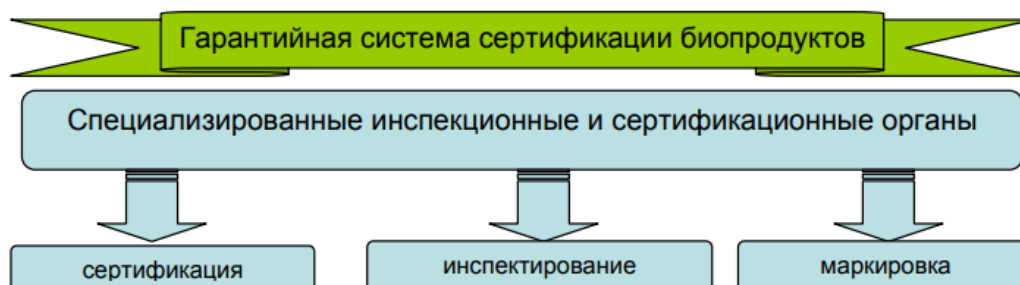 Гарантийная система сертификации биопродуктов
Специализированные инспекционные и сертификационные органы
сертификация
инспектирование
маркировка